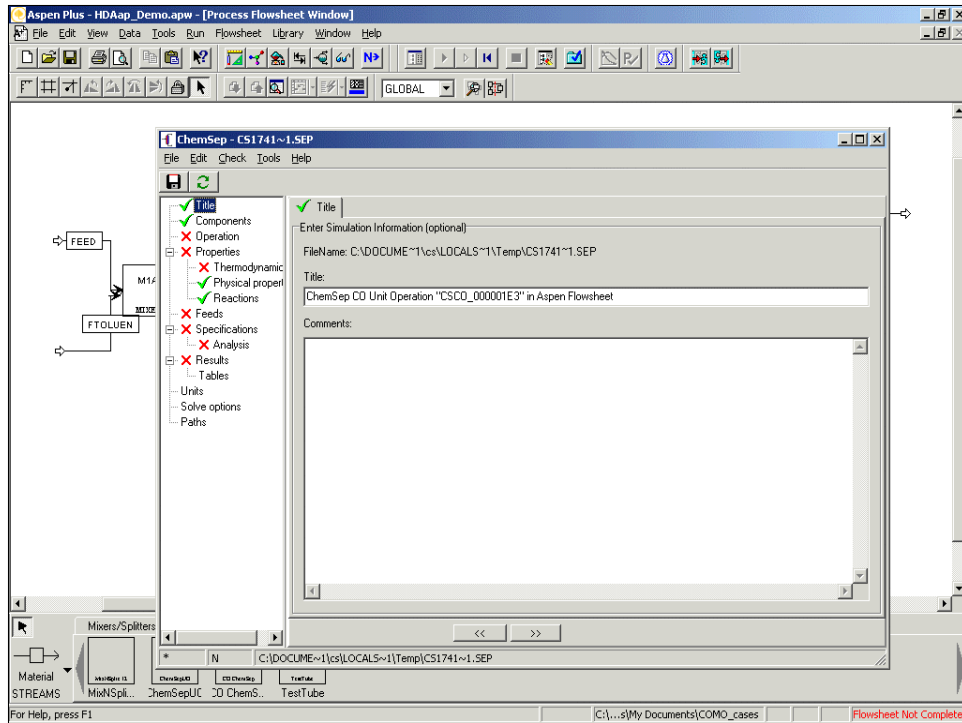 Aspen Plus - HDAap_Demo.apw - [Process Flowsheet Window]
File Edit View Data Tools Run Flowsheet Library Window Help
N>
GLOBAL
ChemSep - CS1741~1.SEP
File Edit Check Tools Help
Title
Components
Operation
Properties
Thermodynamic
Physical propert
Reactions
Feeds
Specifications
Analysis
Results
Tables
Units
Solve options
Paths
Title
Enter Simulation Information (optional)
FileName: C:\DOCUME~1\cs\LOCALS~1\Temp\CS1741~1.SEP
Title:
ChemSep CO Unit Operation "CSCO_000001E3" in Aspen Flowsheet
Comments:
<< >>
* N C:\DOCUME~1\cs\LOCALS~1\Temp\CS1741~1.SEP
FEED
M1A
MIXE
FTOLUEN
Mixers/Splitters
Material
STREAMS
ChemSepUO CO ChemSep TestTube
MixNSpli... ChemSepUC CO ChemS.. TestTube
For Help, press F1 C:\...s\My Documents\COMO_cases Flowsheet Not Complete